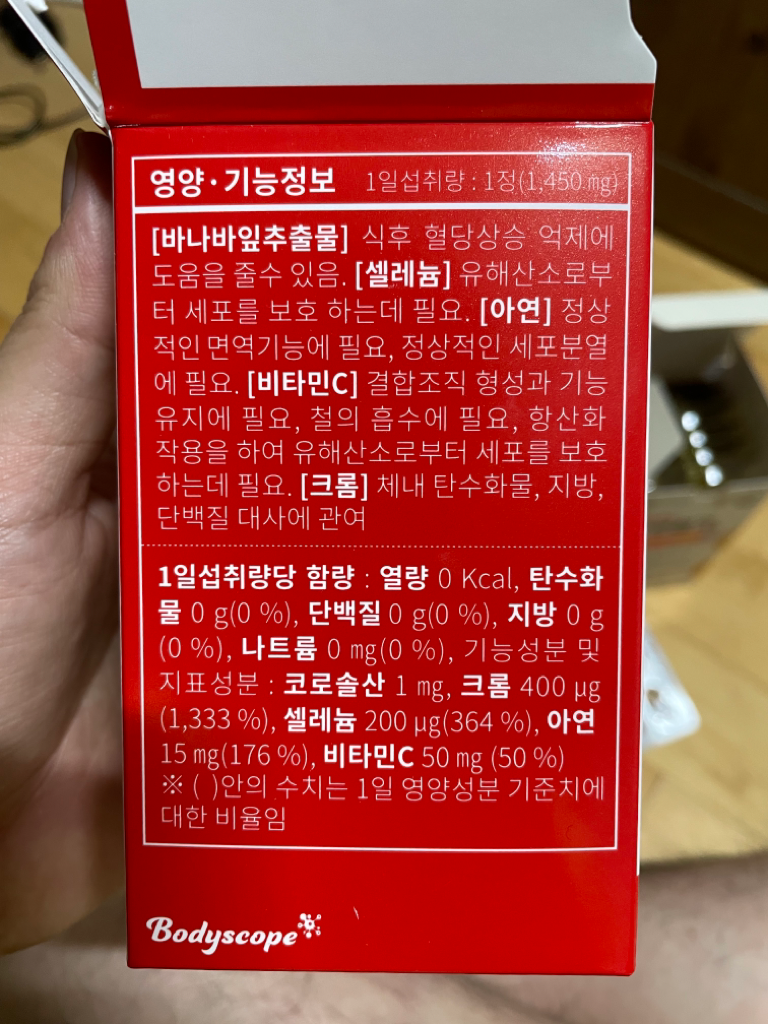 영양·기능정보 1일섭취량 : 1정(1,450 mg)
[바나바잎추출물] 식후 혈당상승 억제에
도움을 줄수 있음. [셀레늄] 유해산소로부
터 세포를 보호 하는데 필요. [아연] 정상
적인 면역기능에 필요, 정상적인 세포분열
에 필요. [비타민C] 결합조직 형성과 기능
유지에 필요, 철의 흡수에 필요, 항산화
작용을 하여 유해산소로부터 세포를 보호
하는데 필요. [크롬] 체내 탄수화물, 지방,
단백질 대사에 관여
1일섭취량당 함량 : 열량 0 Kcal, 탄수화
물 0 g(0 %), 단백질 0 g(0 %), 지방 0 g
(0 %), 나트륨 0 mg(0 %), 기능성분 및
지표성분 : 코로솔산 1 mg, 크롬 400 µg
(1,333 %), 셀레늄 200 µg(364 %), 아연
15 mg(176 %), 비타민C 50 mg (50 %)
※ ( )안의 수치는 1일 영양성분 기준치에
대한 비율임
Bodyscope